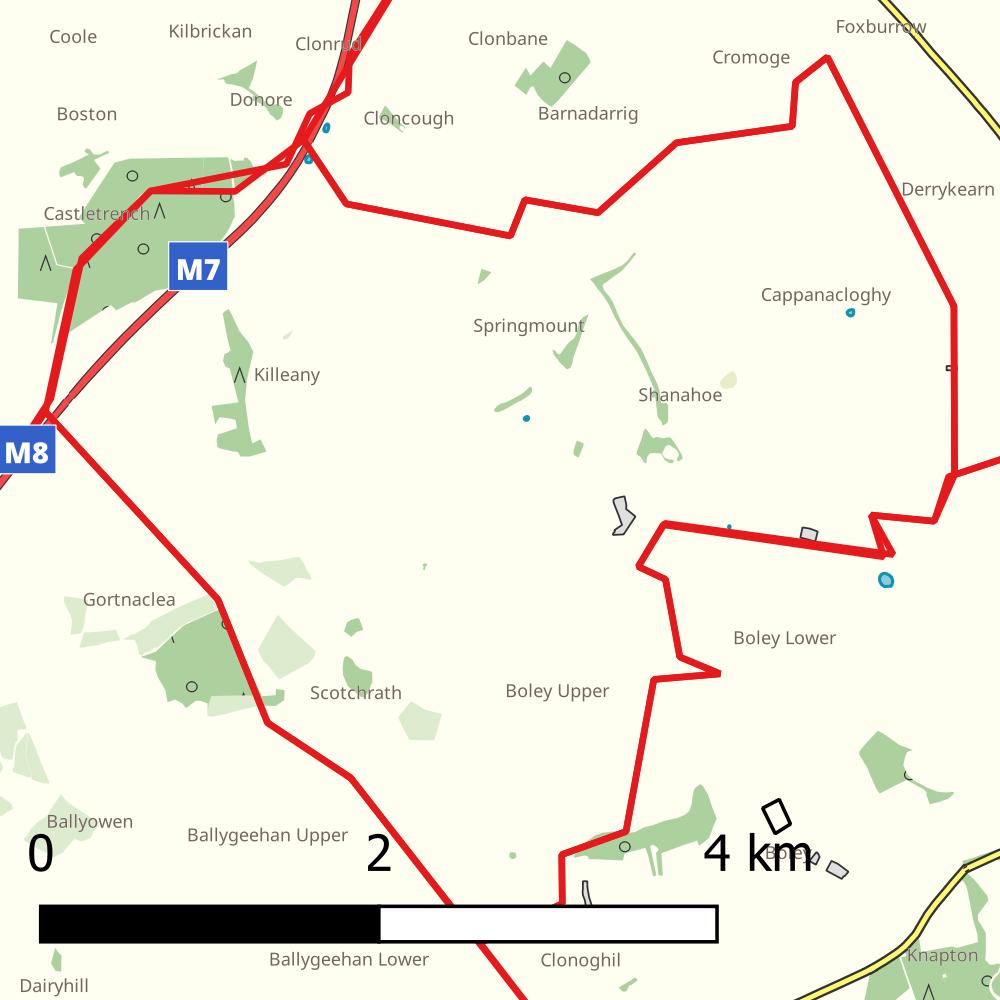 Foxburrow
Coole
Kilbrickan
Clonrud
Clonbane
Cromoge
Donore
Boston
Cloncough
Barnadarrig
Derrykearn
Castletrench
M7
Cappanacloghy
Springmount
Killeany
Shanahoe
M8
Gortnaclea
Boley Lower
Scotchrath
Boley Upper
Ballyowen
Ballygeehan Upper
0
2
4 km
Boley
Ballygeehan Lower
Clonoghil
Knapton
Dairyhill